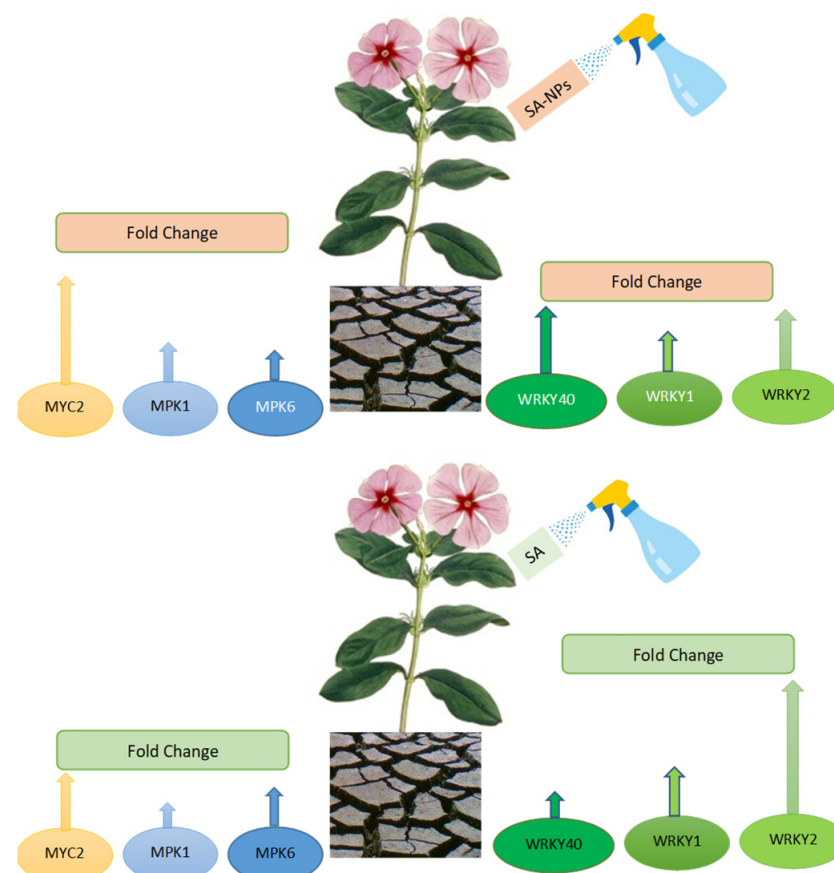 SA-NPs
Fold Change
Fold Change
MYC2
MPK1
MPK6
WRKY40
WRKY1
WRKY2
SA
Fold Change
Fold Change
MYC2
MPK1
MPK6
WRKY40
WRKY1
WRKY2